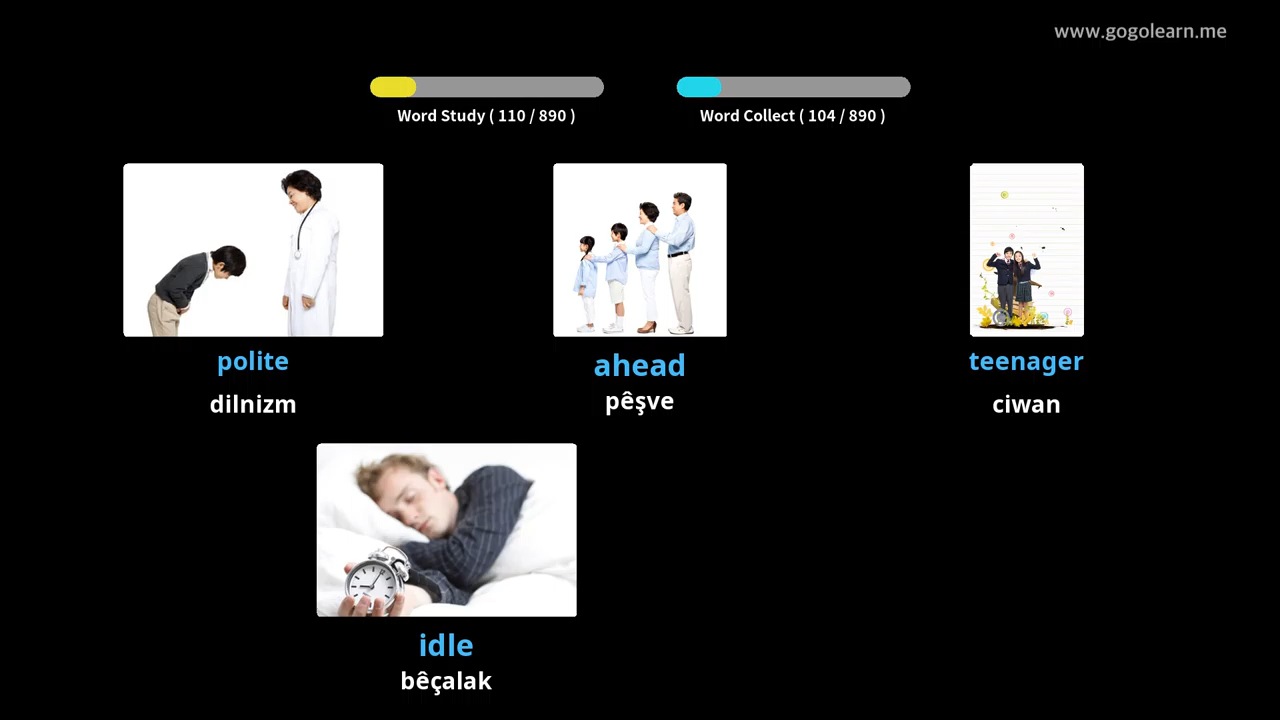 www.gogolearn.me
Word Study ( 110 / 890 )
Word Collect ( 104 / 890 )
polite
ahead
teenager
dilnizm
pêşve
ciwan
idle
bêçalak